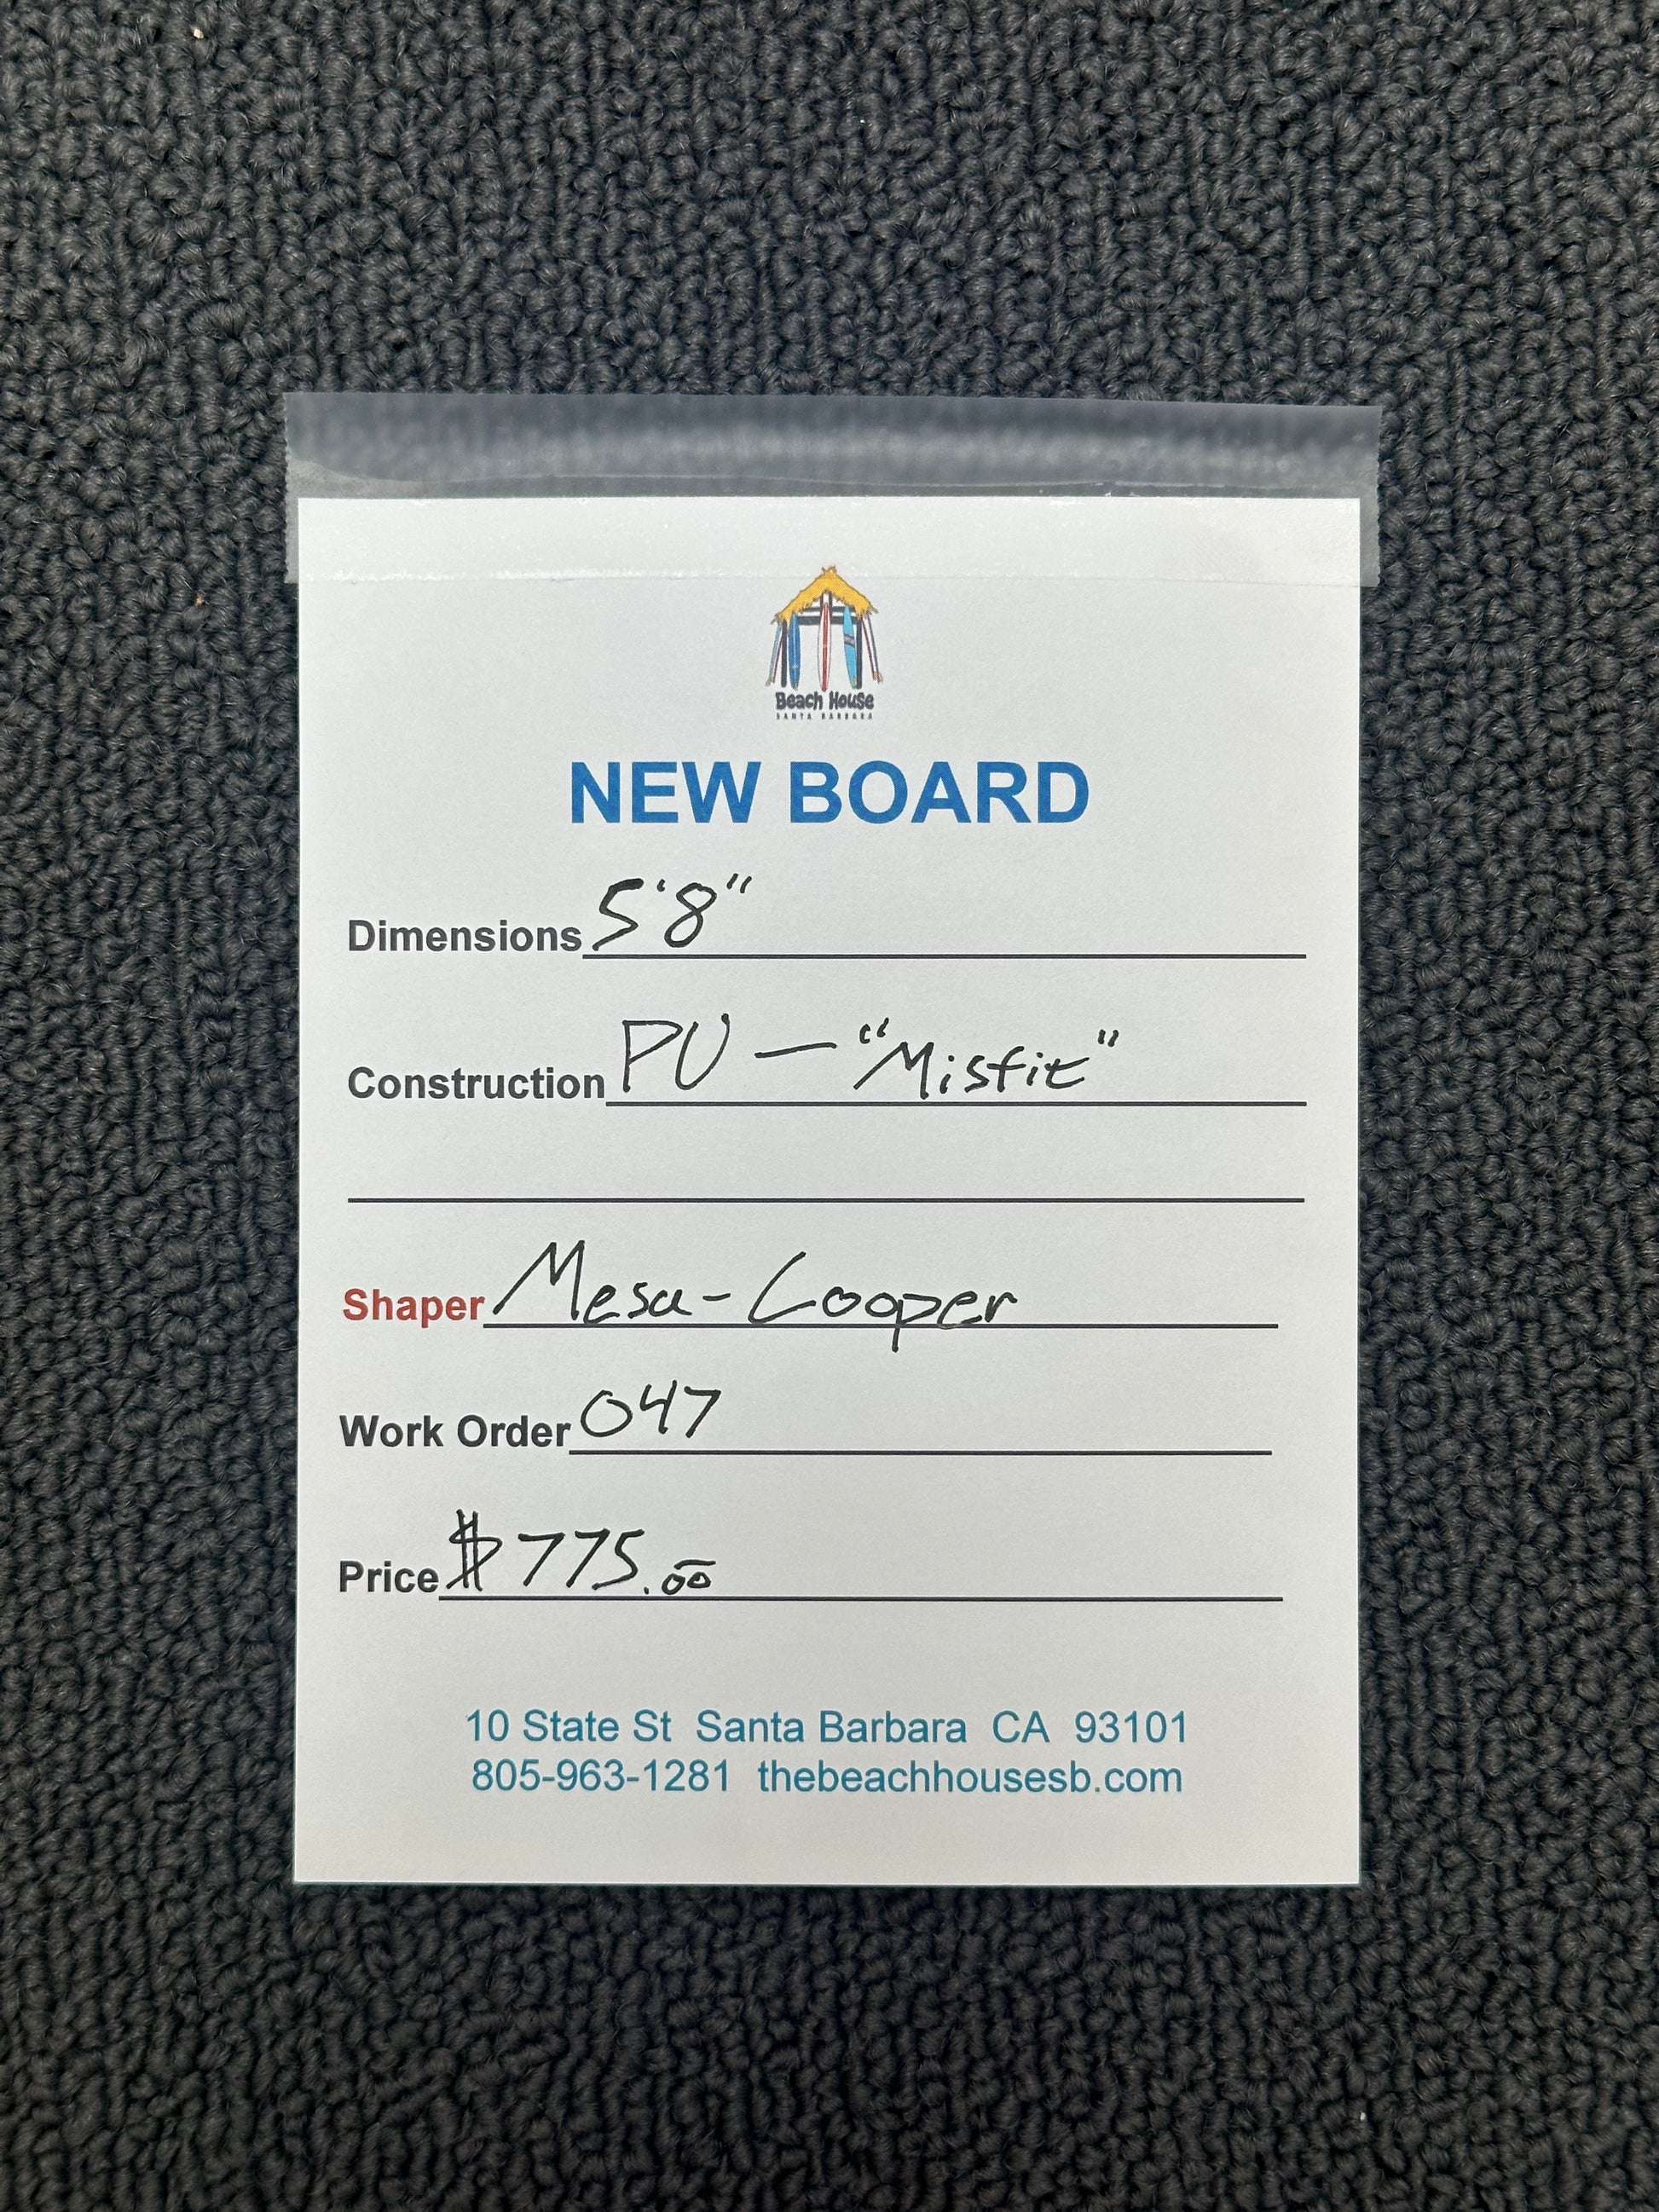 Beach House
SANTA BARBARA
NEW BOARD
Dimensions 5'8"
Construction PU — "Misfit"
Shaper Mesa-Cooper
Work Order 047
Price $775.00
10 State St Santa Barbara CA 93101
805-963-1281 thebeachhousesb.com